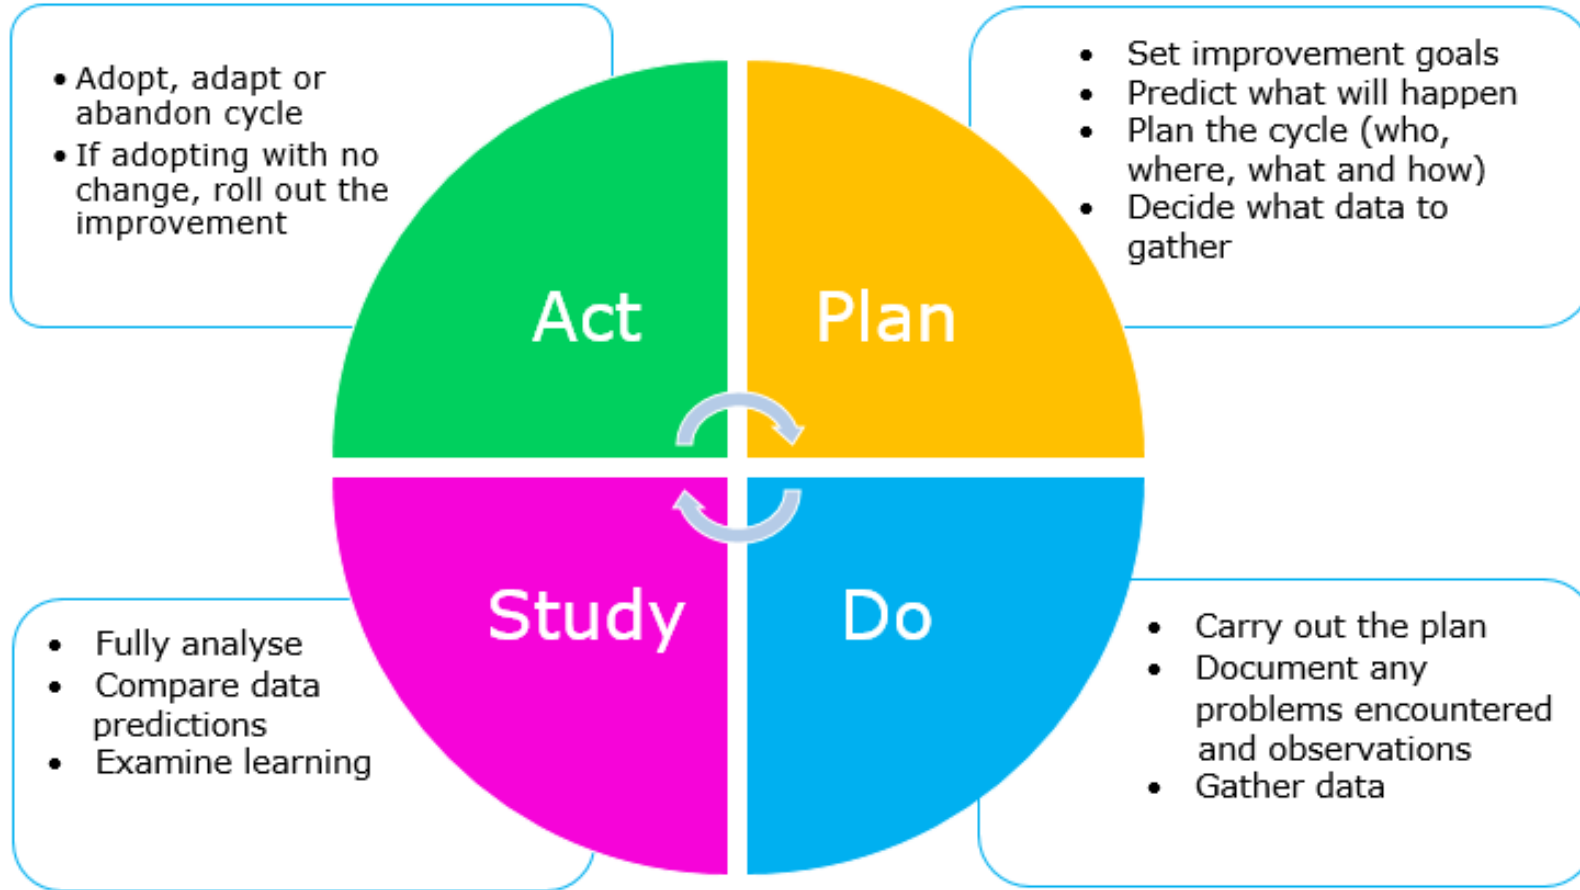 • Adopt, adapt or
abandon cycle
• If adopting with no
change, roll out the
improvement
• Set improvement goals
• Predict what will happen
• Plan the cycle (who,
where, what and how)
• Decide what data to
gather
Act
Plan
Study
Do
• Fully analyse
• Compare data
predictions
• Examine learning
• Carry out the plan
• Document any
problems encountered
and observations
• Gather data